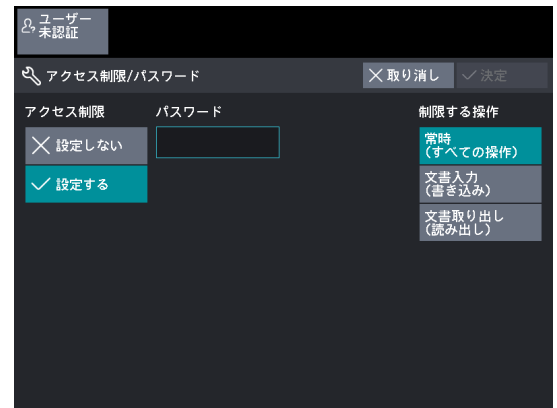 ユーザー
未認証
アクセス制限/パスワード
取り消し
決定
アクセス制限
パスワード
制限する操作
設定しない
設定する
常時
(すべての操作)
文書入力
(書き込み)
文書取り出し
(読み出し)